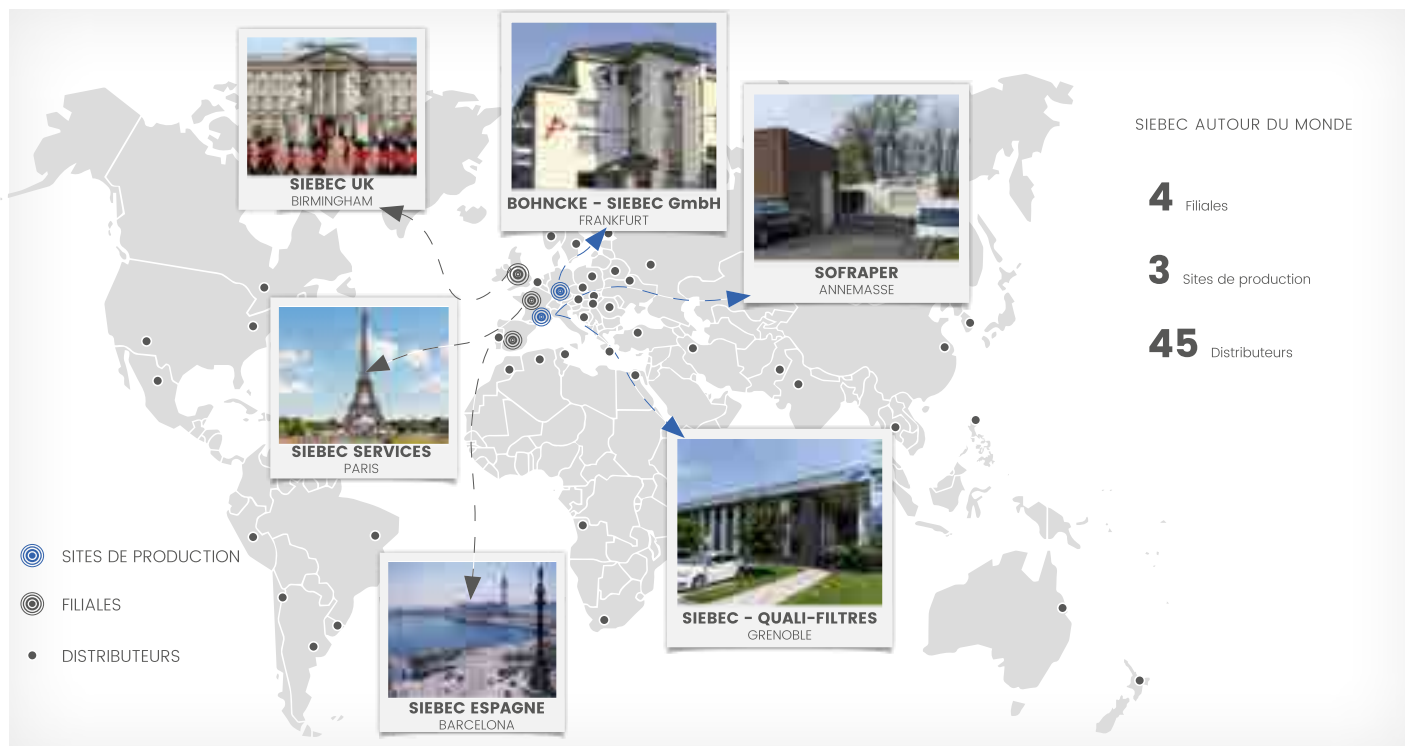 SIEBEC UK
BIRMINGHAM
BOHNCKE - SIEBEC GmbH
FRANKFURT
SOFRAPER
ANNEMASSE
SIEBEC AUTOUR DU MONDE
4 Filiales
3 Sites de production
45 Distributeurs
SIEBEC SERVICES
PARIS
SITES DE PRODUCTION
FILIALES
DISTRIBUTEURS
SIEBEC - QUALI-FILTRES
GRENOBLE
SIEBEC ESPAGNE
BARCELONA